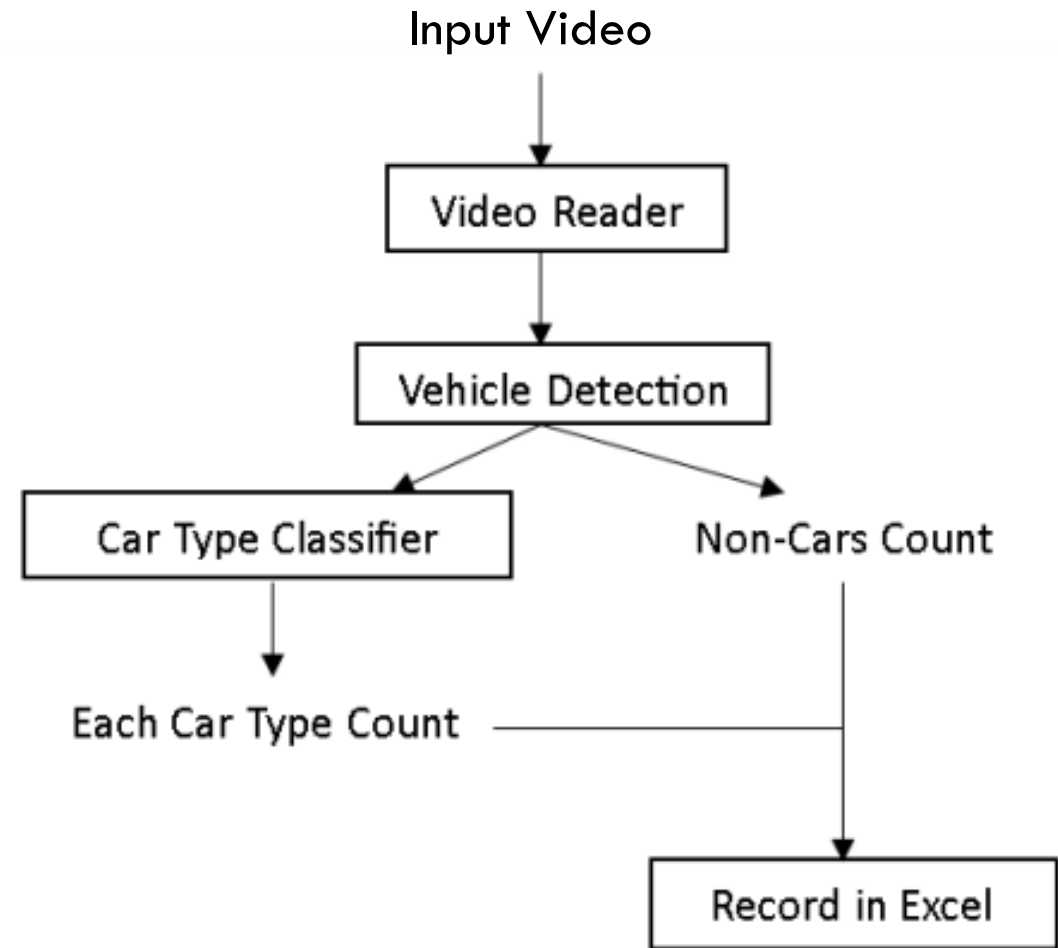 Input Video
Video Reader
Vehicle Detection
Car Type Classifier
Non-Cars Count
Each Car Type Count
Record in Excel